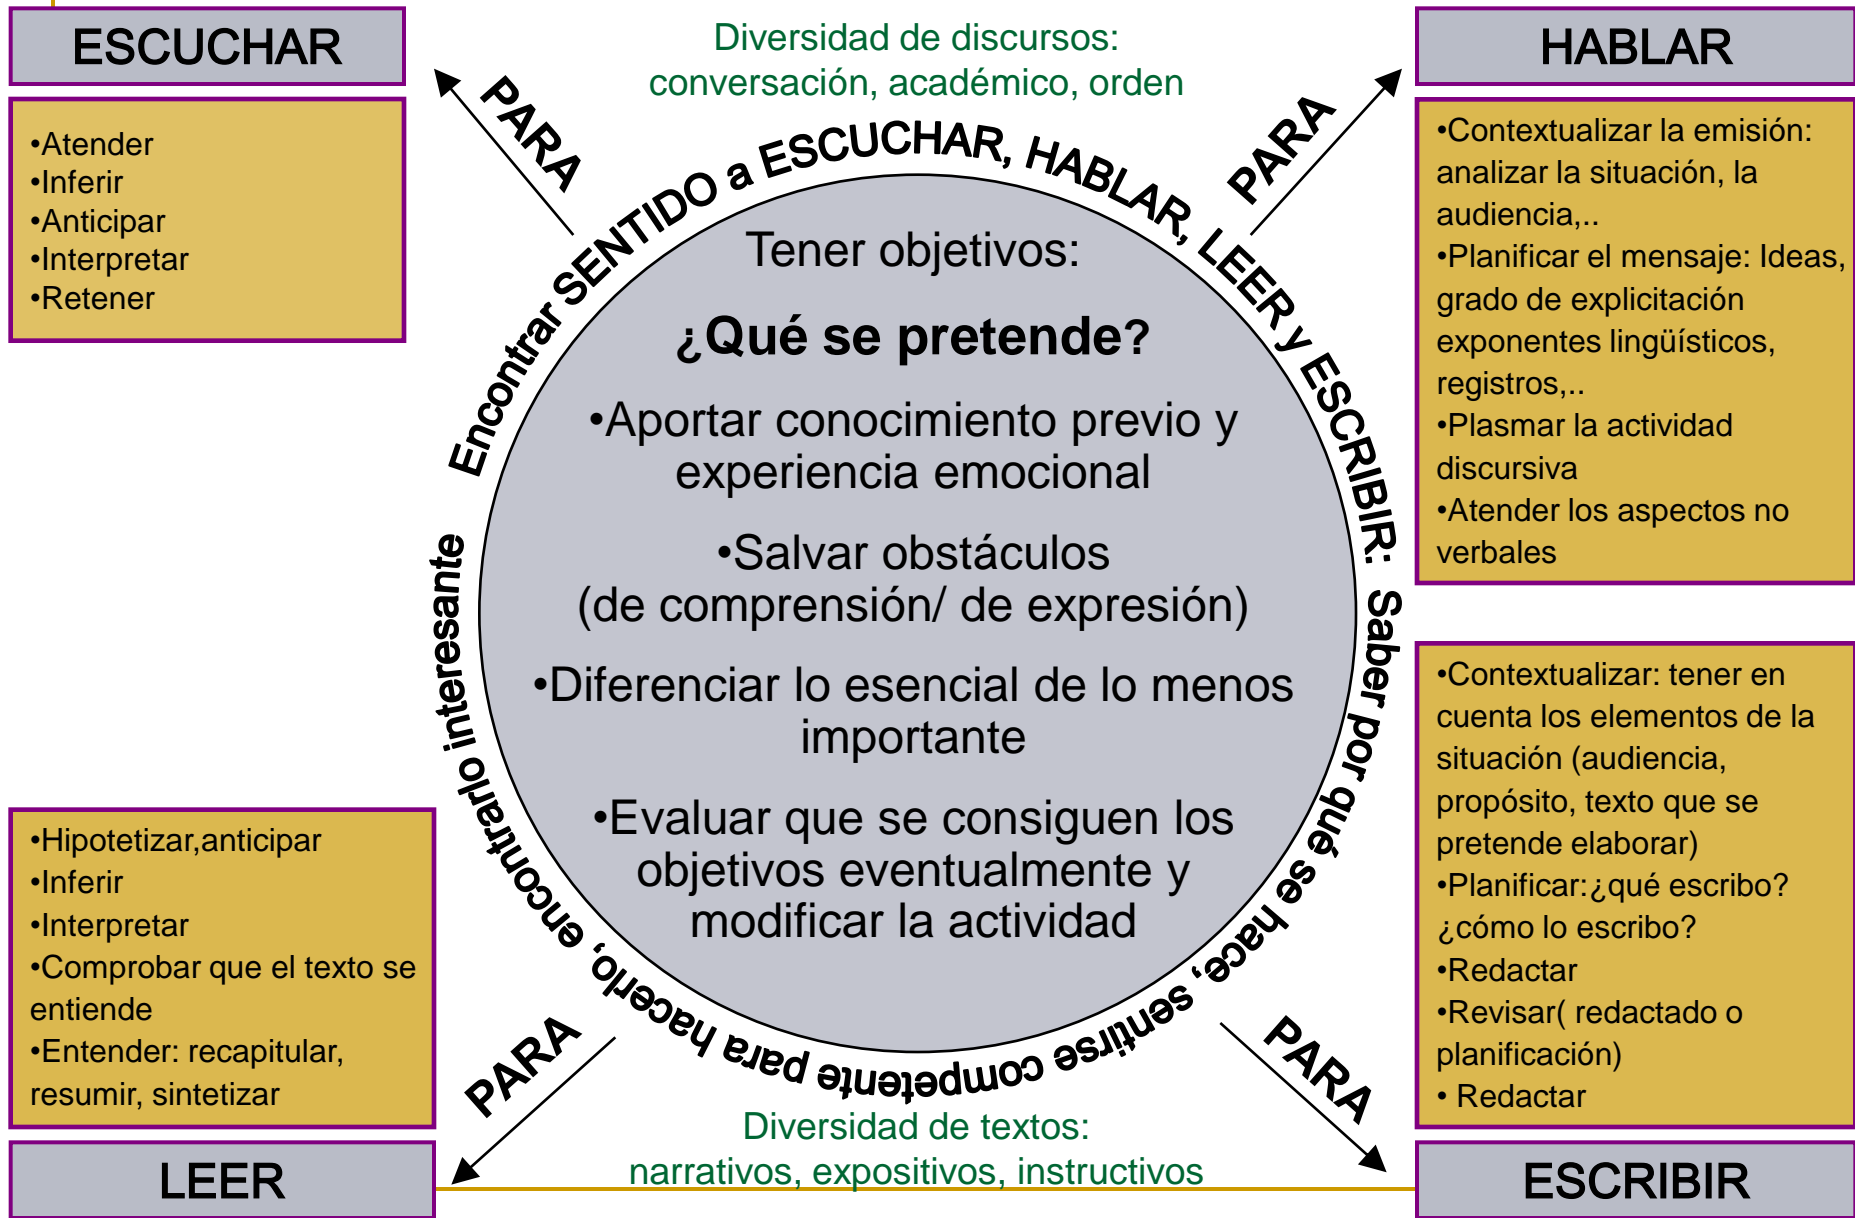 ESCUCHAR
•Atender
•Inferir
•Anticipar
•Interpretar
•Retener
Diversidad de discursos:
conversación, académico, orden
HABLAR
•Contextualizar la emisión:
analizar la situación, la
audiencia,..
•Planificar el mensaje: Ideas,
grado de explicitación
exponentes lingüísticos,
registros,..
•Plasmar la actividad
discursiva
•Atender los aspectos no
verbales
PARA
PARA
Encontrar SENTIDO a ESCUCHAR, HABLAR, LEER y ESCRIBIR: Saber por qué se hace, sentirse competente para hacerlo, encontrarlo interesante
Tener objetivos:
¿Qué se pretende?
•Aportar conocimiento previo y
experiencia emocional
•Salvar obstáculos
(de comprensión/ de expresión)
•Diferenciar lo esencial de lo menos
importante
•Evaluar que se consiguen los
objetivos eventualmente y
modificar la actividad
•Hipotetizar,anticipar
•Inferir
•Interpretar
•Comprobar que el texto se
entiende
•Entender: recapitular,
resumir, sintetizar
LEER
PARA
PARA
Diversidad de textos:
narrativos, expositivos, instructivos
•Contextualizar: tener en
cuenta los elementos de la
situación (audiencia,
propósito, texto que se
pretende elaborar)
•Planificar:¿qué escribo?
¿cómo lo escribo?
•Redactar
•Revisar( redactado o
planificación)
• Redactar
ESCRIBIR